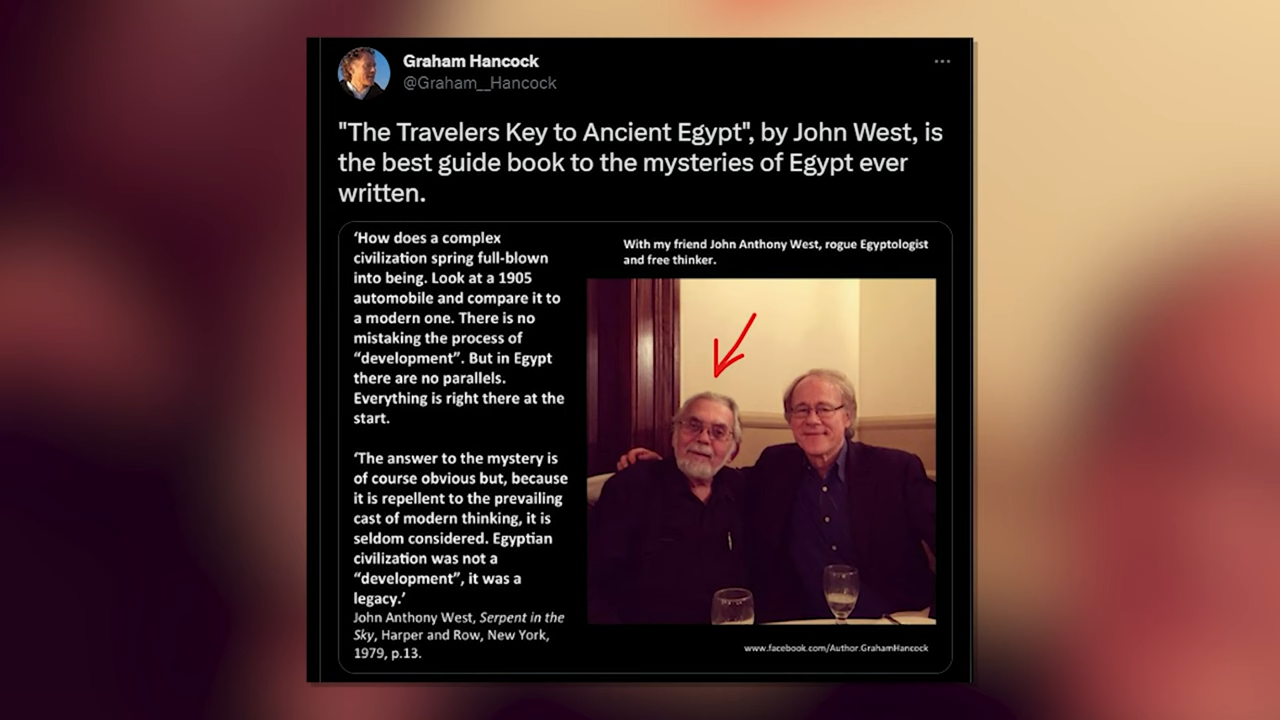 Graham Hancock
@Graham__Hancock
"The Travelers Key to Ancient Egypt", by John West, is
the best guide book to the mysteries of Egypt ever
written.
‘How does a complex
civilization spring full-blown
into being. Look at a 1905
automobile and compare it to
a modern one. There is no
mistaking the process of
“development”. But in Egypt
there are no parallels.
Everything is right there at the
start.
‘The answer to the mystery is
of course obvious but, because
it is repellent to the prevailing
cast of modern thinking, it is
seldom considered. Egyptian
civilization was not a
“development”, it was a
legacy.’
John Anthony West, Serpent in the
Sky, Harper and Row, New York,
1979, p.13.
With my friend John Anthony West, rogue Egyptologist
and free thinker.
www.facebook.com/Author.GrahamHancock